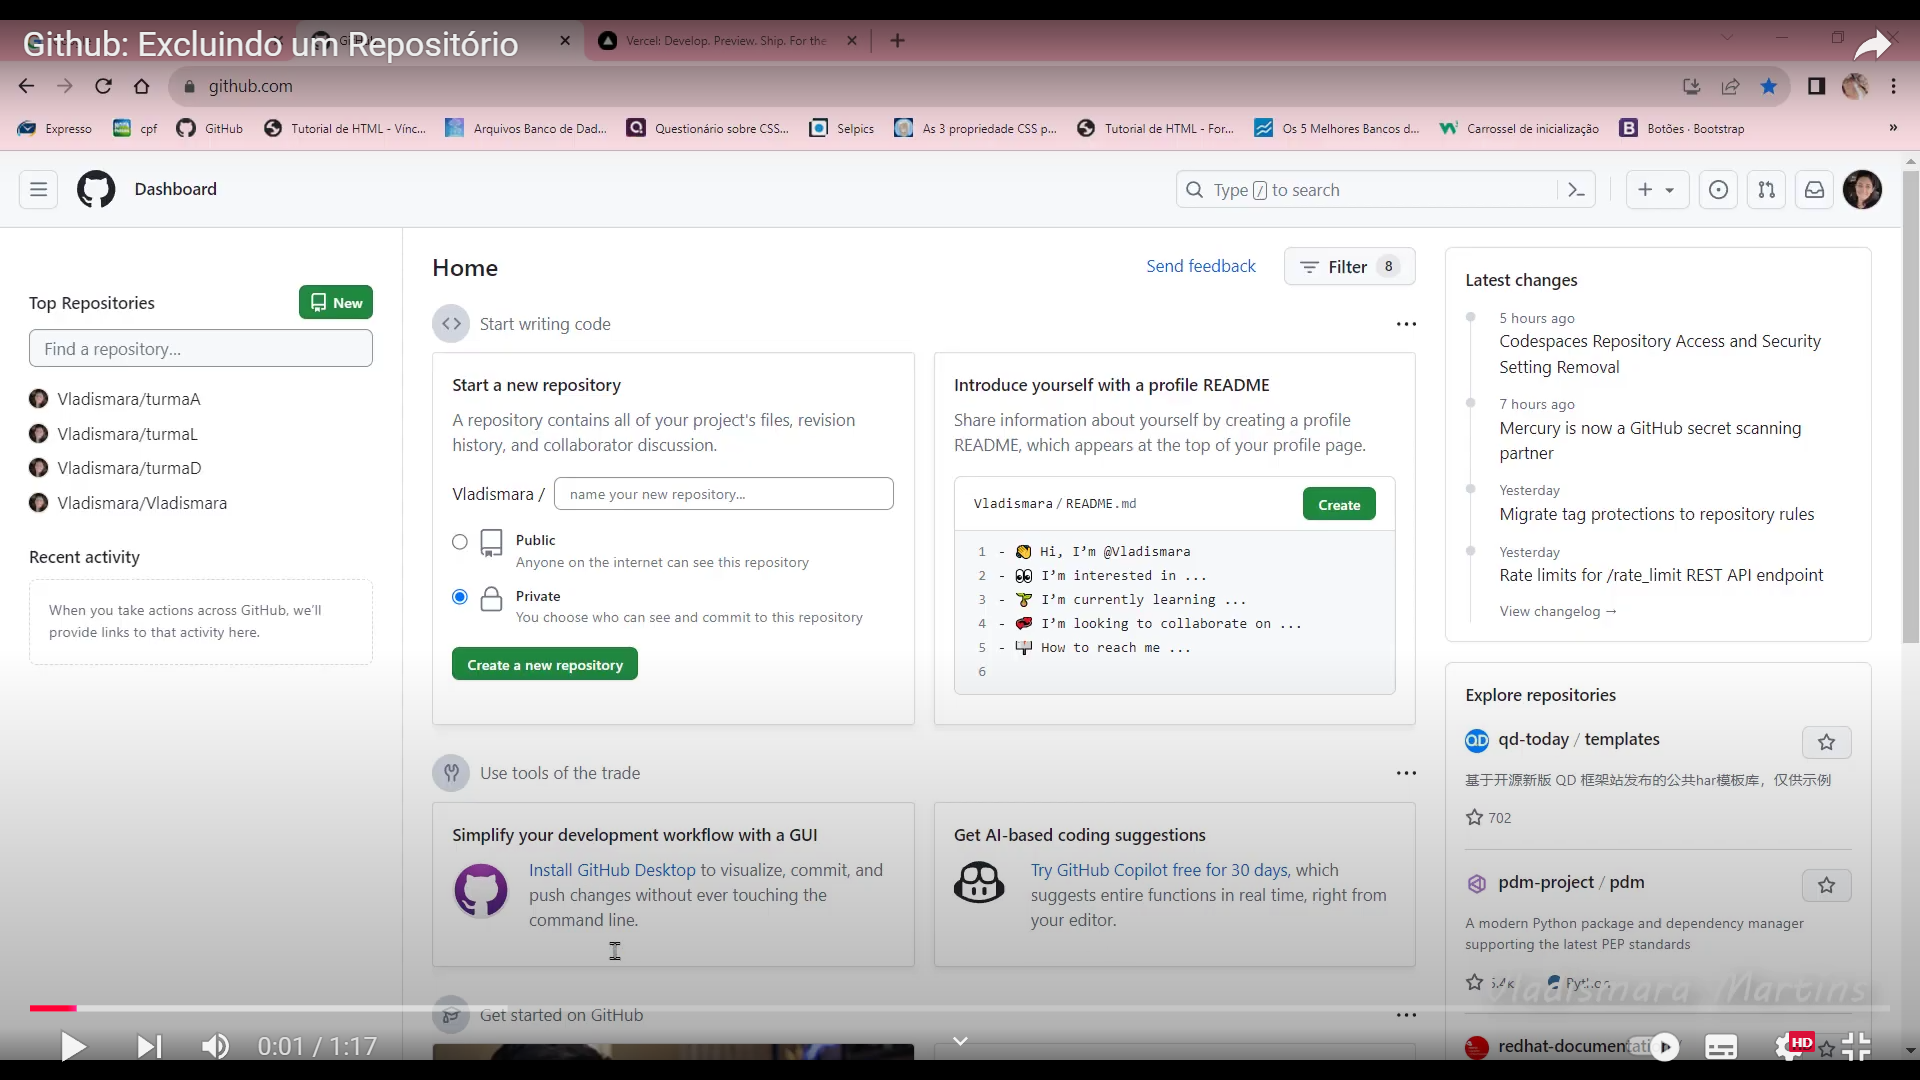 Github: Excluindo um Repositório
Vercel: Develop. Preview. Ship. For the
github.com
Expresso
cpf
GitHub
Tutorial de HTML - Vínc...
Arquivos Banco de Dad...
Questionário sobre CSS...
Selpics
As 3 propriedade CSS p...
Tutorial de HTML - For...
Os 5 Melhores Bancos d...
Carrossel de inicialização
Botões · Bootstrap
»
Dashboard
Type / to search
Top Repositories
New
Find a repository...
Vladismara/turmaA
Vladismara/turmaL
Vladismara/turmaD
Vladismara/Vladismara
Recent activity
When you take actions across GitHub, we'll
provide links to that activity here.
Home
Send feedback
Filter 8
Start writing code
Start a new repository
A repository contains all of your project's files, revision
history, and collaborator discussion.
Vladismara / name your new repository...
Public
Anyone on the internet can see this repository
Private
You choose who can see and commit to this repository
Create a new repository
Introduce yourself with a profile README
Share information about yourself by creating a profile
README, which appears at the top of your profile page.
Vladismara / README.md
Create
1 - 👋 Hi, I'm @Vladismara
2 - 👀 I'm interested in ...
3 - 🌱 I'm currently learning ...
4 - 💞️ I'm looking to collaborate on ...
5 - 📫 How to reach me ...
6
Use tools of the trade
Simplify your development workflow with a GUI
Install GitHub Desktop to visualize, commit, and
push changes without ever touching the
command line.
Get AI-based coding suggestions
Try GitHub Copilot free for 30 days, which
suggests entire functions in real time, right from
your editor.
Get started on GitHub
Latest changes
5 hours ago
Codespaces Repository Access and Security
Setting Removal
7 hours ago
Mercury is now a GitHub secret scanning
partner
Yesterday
Migrate tag protections to repository rules
Yesterday
Rate limits for /rate_limit REST API endpoint
View changelog →
Explore repositories
QD qd-today / templates
基于开源新版 QD 框架站发布的公共har模板库，仅供示例
702
pdm-project / pdm
A modern Python package and dependency manager
supporting the latest PEP standards
5.4k Python
Vladismara Martins
redhat-documentati
0:01 / 1:17
HD